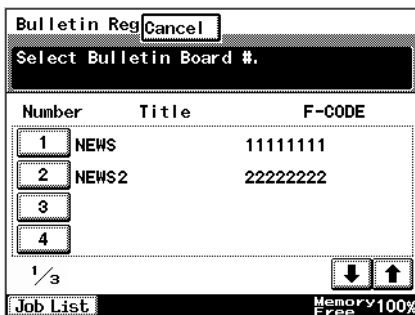 Bulletin Reg Cancel
Select Bulletin Board #.
Number Title F-CODE
1 NEWS 11111111
2 NEWS2 22222222
3
4
1/3
Job List Memory Free 100%